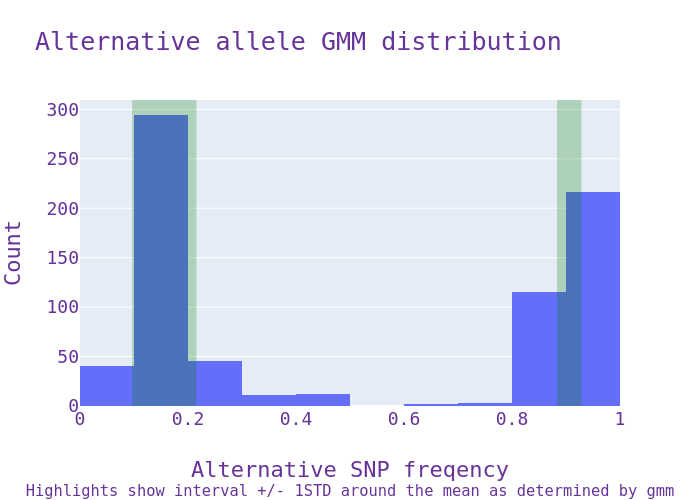 Alternative allele GMM distribution
300
250
200
150
100
50
0
Count
0 0.2 0.4 0.6 0.8 1
Alternative SNP freqency
Highlights show interval +/- 1STD around the mean as determined by gmm